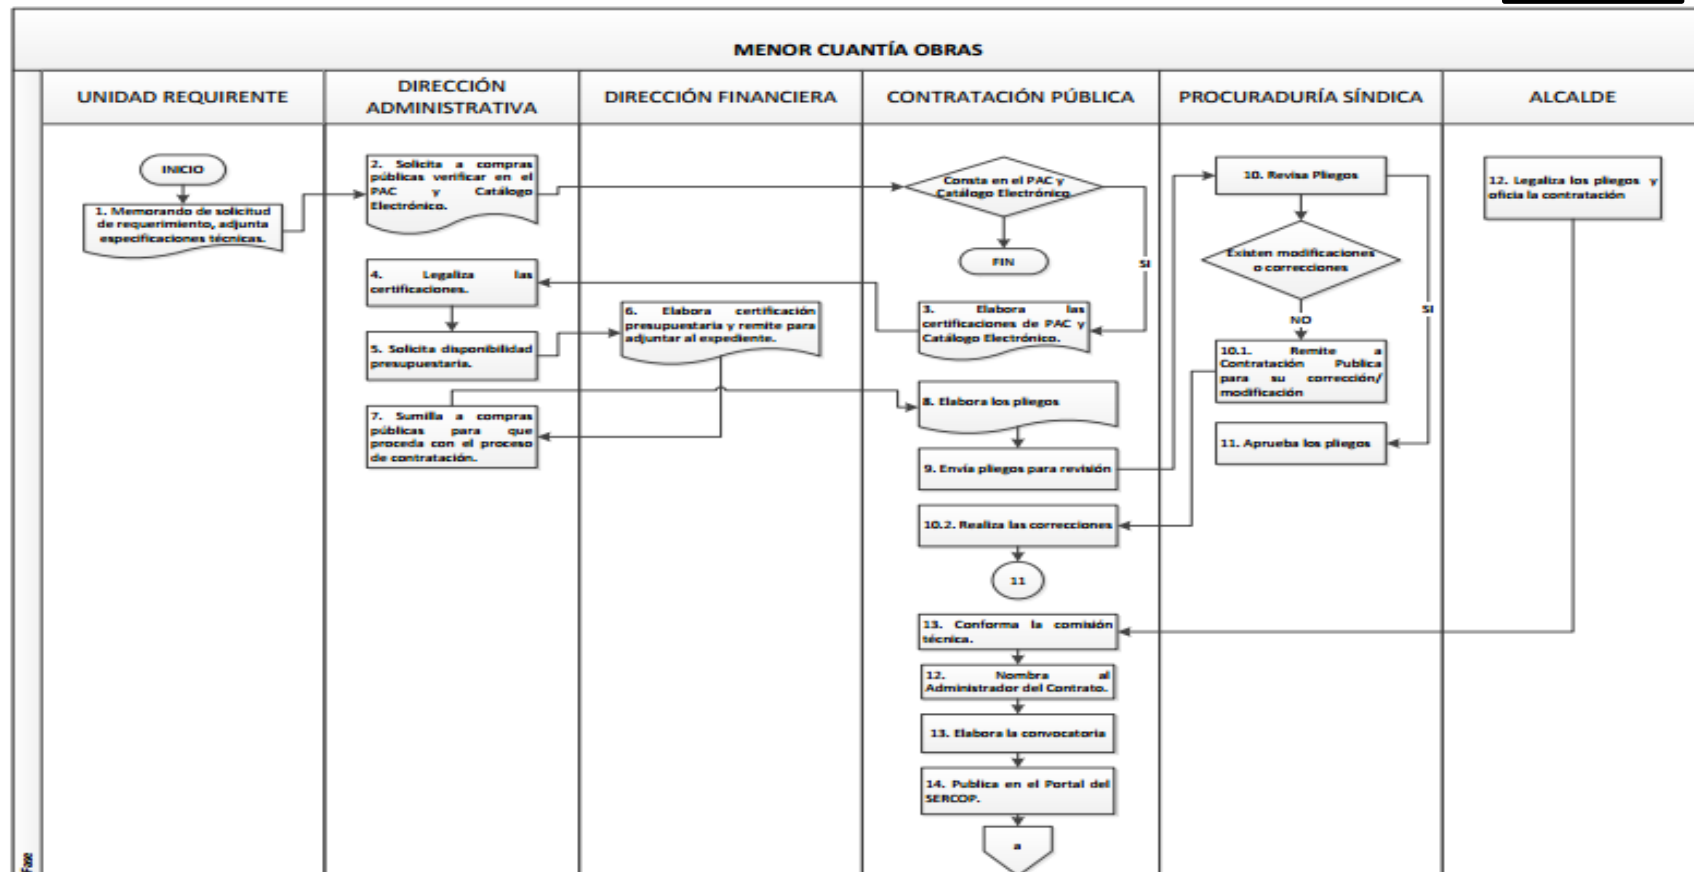 MENOR CUANTÍA OBRAS
UNIDAD REQUIRENTE
DIRECCIÓN
ADMINISTRATIVA
DIRECCIÓN FINANCIERA
CONTRATACIÓN PÚBLICA
PROCURADURÍA SÍNDICA
ALCALDE
INICIO
1. Memorando de solicitud
de requerimiento, adjunta
especificaciones técnicas.
2. Solicita a compras
públicas verificar en el
PAC y Catálogo
Electrónico.
Consta en el PAC y
Catálogo Electrónico
FIN
SI
3. Elabora las
certificaciones de PAC y
Catálogo Electrónico.
4. Legaliza las
certificaciones.
5. Solicita disponibilidad
presupuestaria.
6. Elabora certificación
presupuestaria y remite para
adjuntar al expediente.
7. Sumilla a compras
públicas para que
proceda con el proceso
de contratación.
8. Elabora los pliegos
9. Envía pliegos para revisión
10. Revisa Pliegos
Existen modificaciones
o correcciones
SI
NO
10.1. Remite a
Contratación Publica
para su corrección/
modificación
11. Aprueba los pliegos
10.2. Realiza las correcciones
11
12. Legaliza los pliegos y
oficia la contratación
13. Conforma la comisión
técnica.
12. Nombra al
Administrador del Contrato.
13. Elabora la convocatoria
14. Publica en el Portal del
SERCOP.
a
Fase